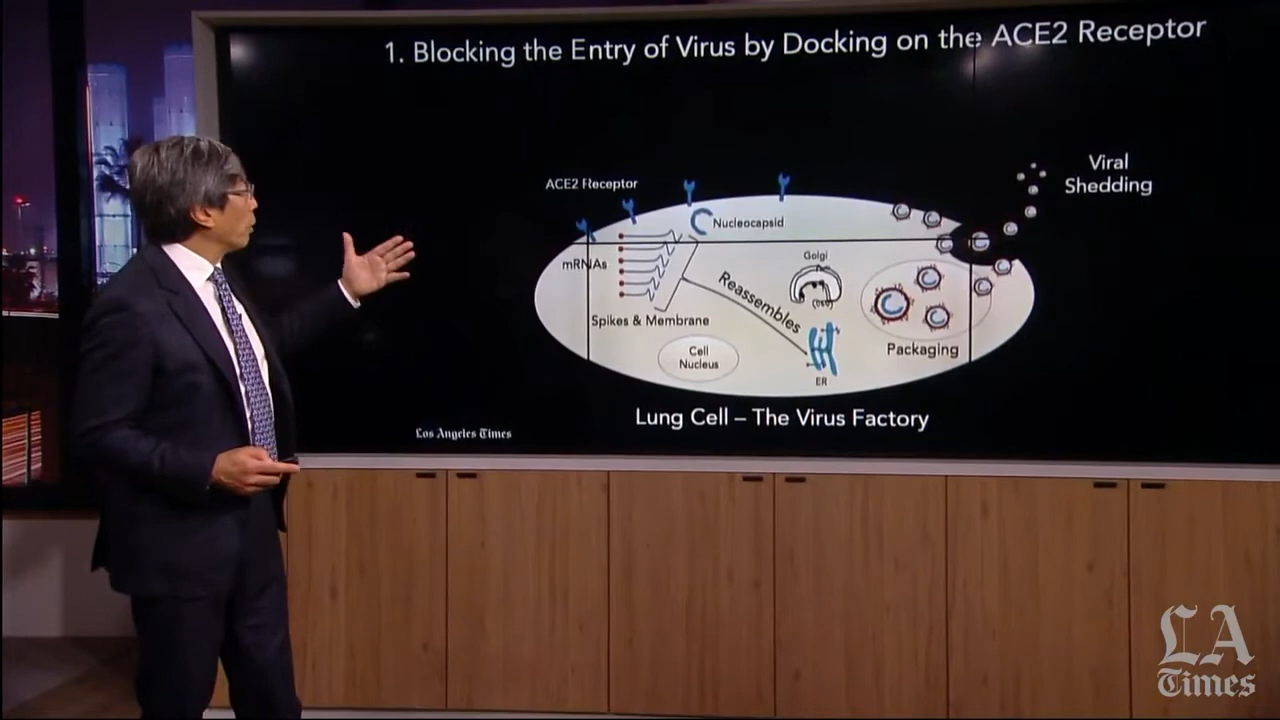 1. Blocking the Entry of Virus by Docking on the ACE2 Receptor
Viral
Shedding
ACE2 Receptor
Nucleocapsid
mRNAs
Golgi
Reassembles
Spikes & Membrane
Cell
Nucleus
ER
Packaging
Lung Cell – The Virus Factory
Los Angeles Times
LA
Times